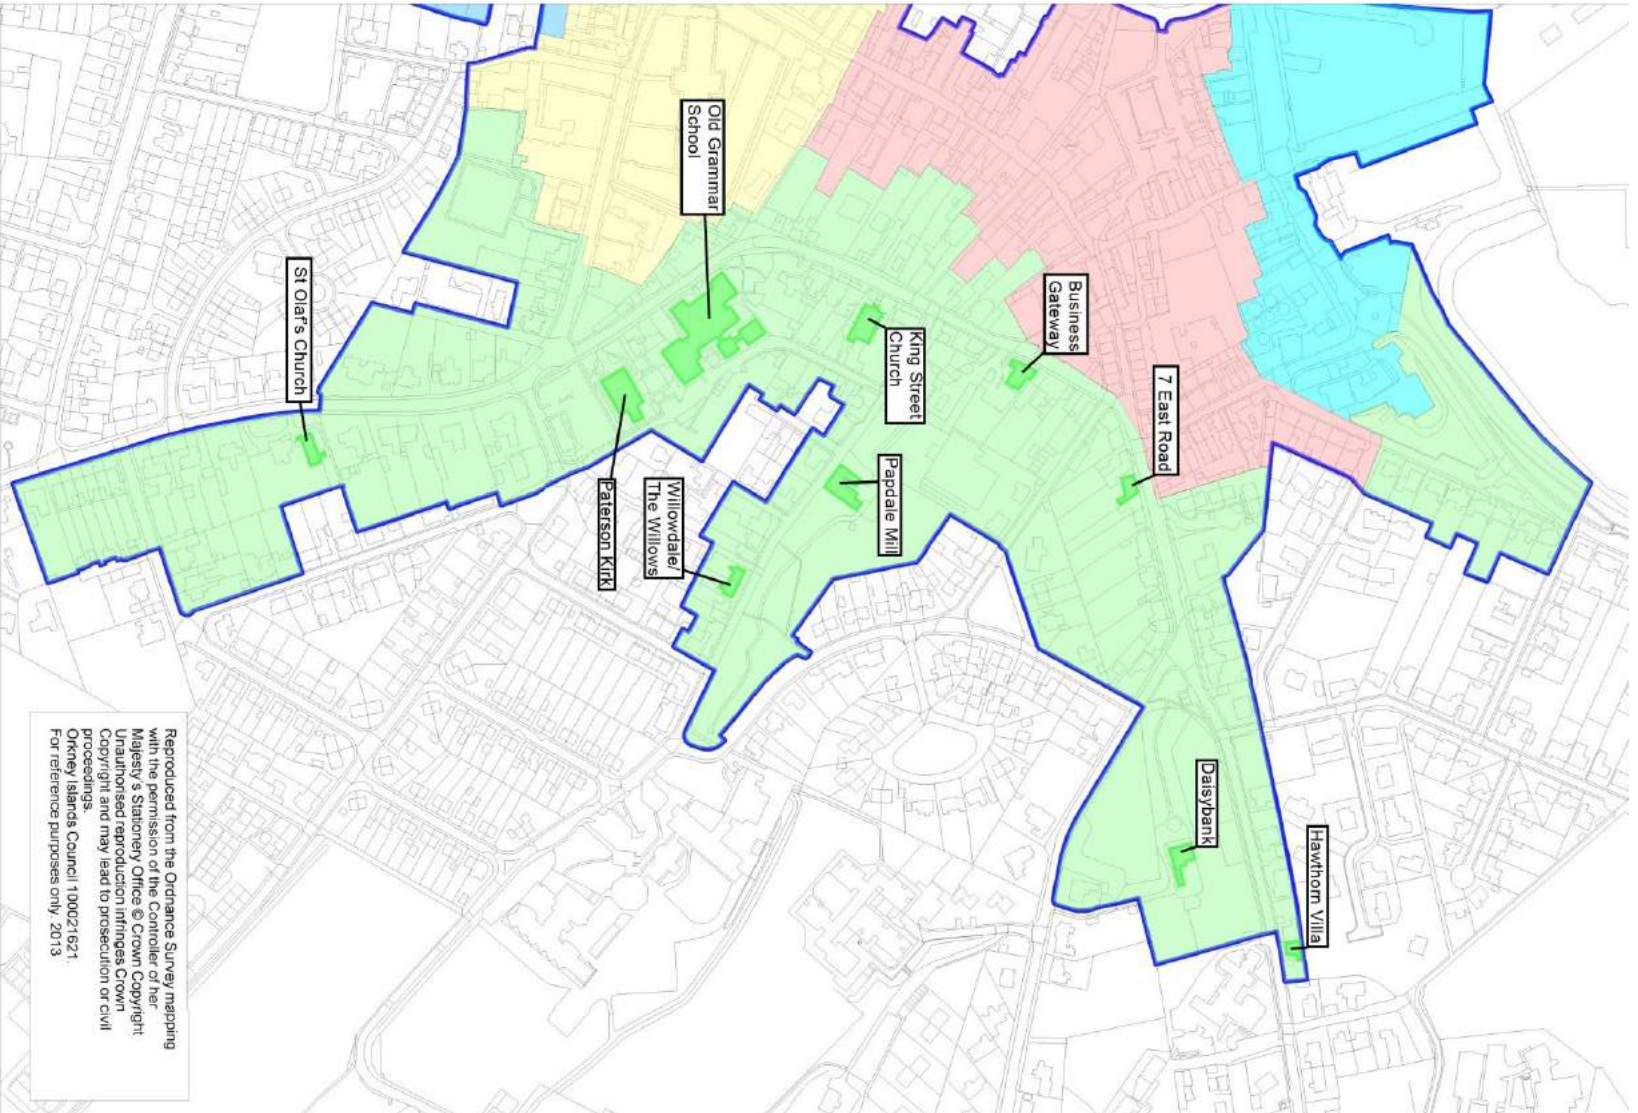 Old Grammar
School
St Olaf's Church
King Street
Church
Business
Gateway
7 East Road
Paterson Kirk
Willowdale/
The Willows
Papdale Mill
Daisybank
Hawthorn Villa
Reproduced from the Ordnance Survey mapping
with the permission of the Controller of her
Majesty's Stationery Office © Crown Copyright
Unauthorised reproduction infringes Crown
Copyright and may lead to prosecution or civil
proceedings.
Orkney Islands Council 100021621.
For reference purposes only. 2013